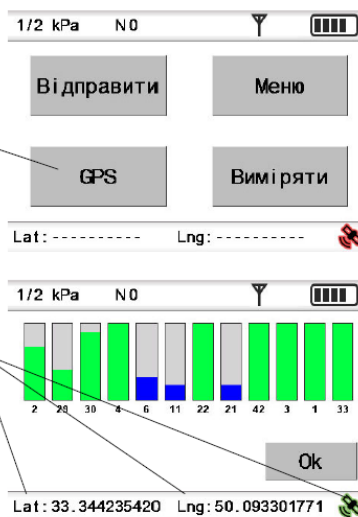 1/2 kPa N0
Відправити Меню
GPS Виміряти
Lat:---------- Lng:----------
1/2 kPa N0
2 29 30 4 6 11 22 21 42 3 1 33
Ok
Lat:33.344235420 Lng:50.093301771